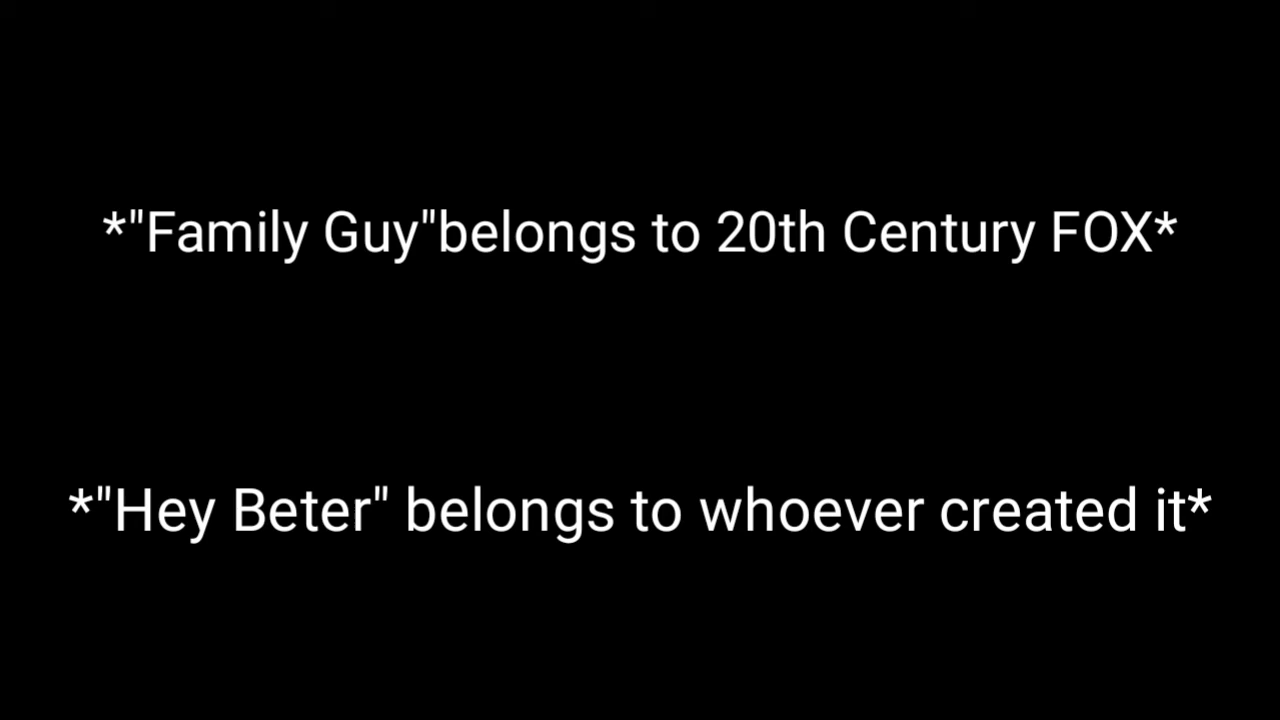 *"Family Guy"belongs to 20th Century FOX*
*"Hey Beter" belongs to whoever created it*